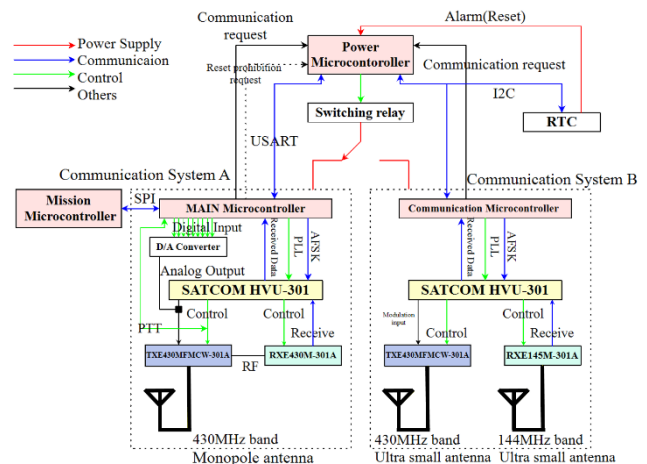 Power Supply
Communicaion
Control
Others
Communication
request
Alarm(Reset)
Power
Microcontoroller
Reset prohibition
request
Communication request
I2C
Switching relay
RTC
USART
Communication System A
Communication System B
Mission
Microcontroller
SPI
MAIN Microcontroller
Communication Microcontroller
Digital Input
D/A Converter
Received Data
PLL
AFSK
Received Data
PLL
AFSK
Analog Output
SATCOM HVU-301
SATCOM HVU-301
PTT
Control
Control
Receive
Modulation
input
Control
Control
Receive
TXE430MFMCW-301A
RF
RXE430M-301A
TXE430MFMCW-301A
RXE145M-301A
430MHz band
Monopole antenna
430MHz band
Ultra small antenna
144MHz band
Ultra small antenna